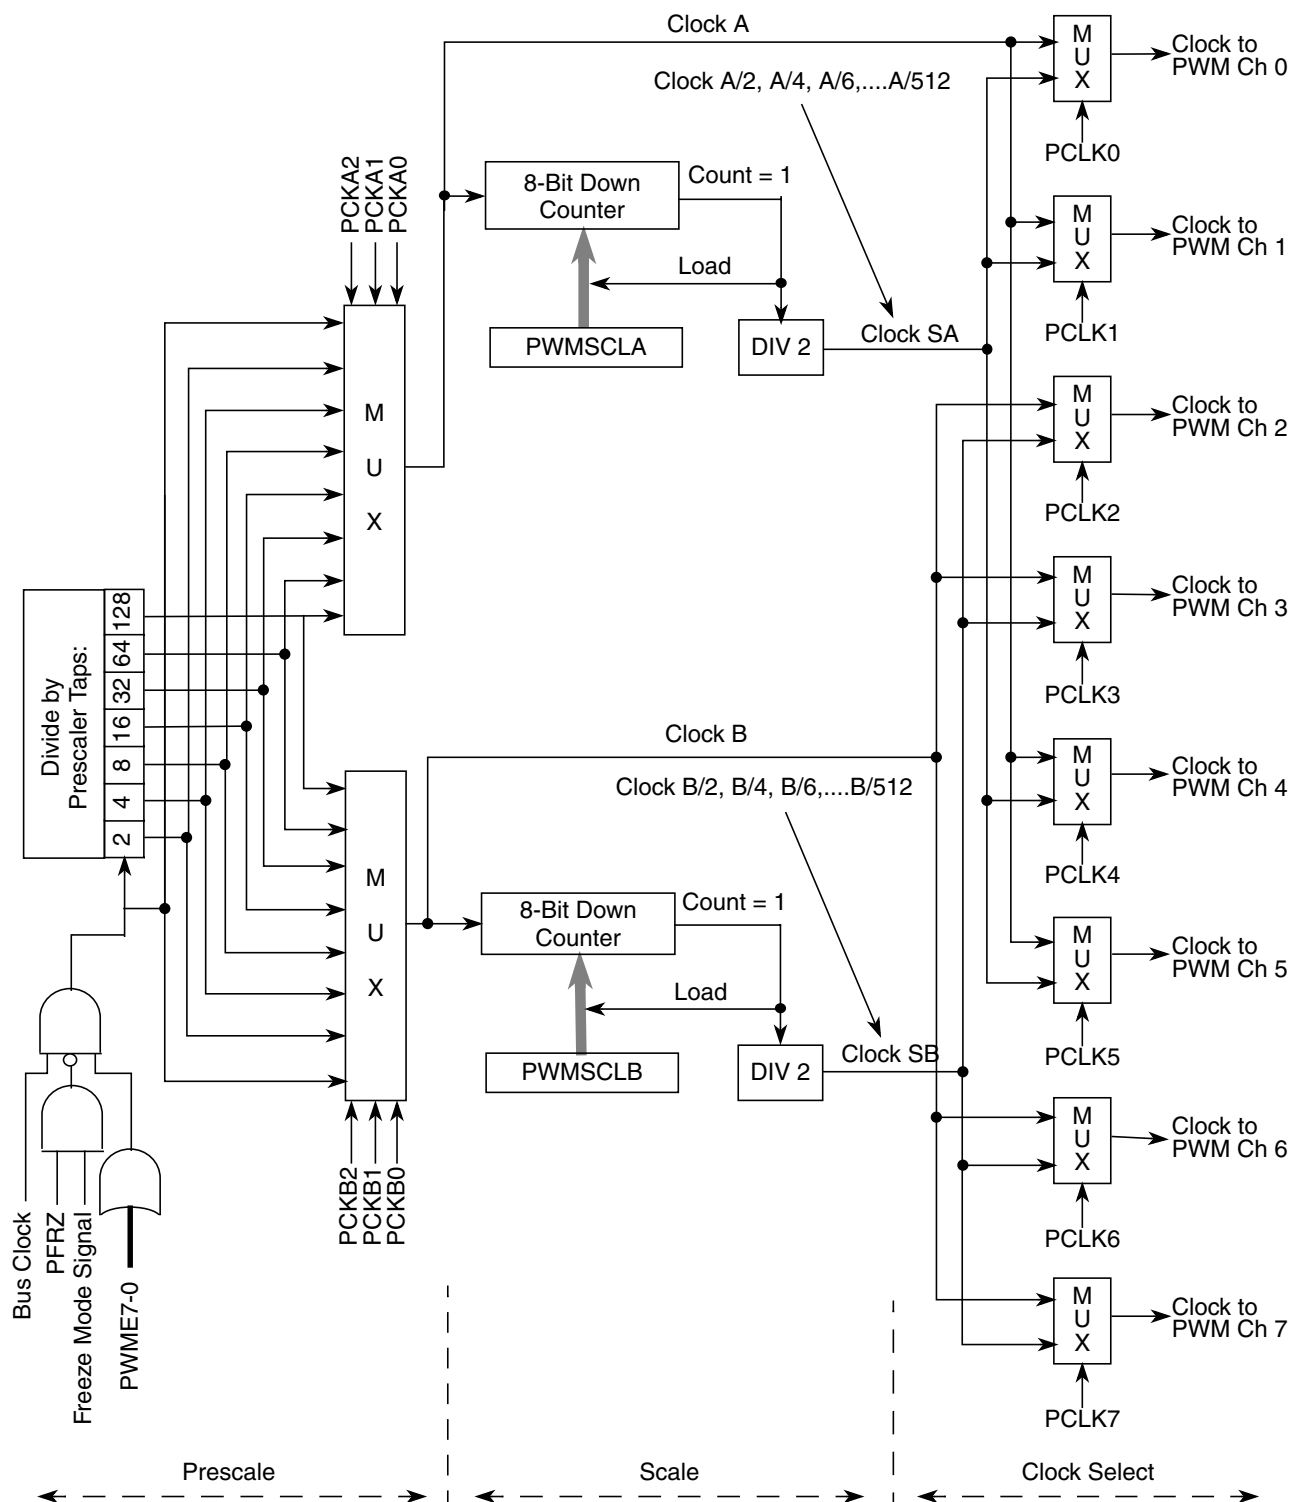 Clock A
Clock A/2, A/4, A/6,....A/512
M
U
X
Clock to
PWM Ch 0
PCLK0
PCKA2
PCKA1
PCKA0
8-Bit Down
Counter
Count = 1
Load
PWMSCLA
DIV 2
Clock SA
M
U
X
Clock to
PWM Ch 1
PCLK1
M
U
X
M
U
X
Clock to
PWM Ch 2
PCLK2
M
U
X
Clock to
PWM Ch 3
PCLK3
Divide by
Prescaler Taps:
128
64
32
16
8
4
2
Clock B
Clock B/2, B/4, B/6,....B/512
M
U
X
Clock to
PWM Ch 4
PCLK4
M
U
X
8-Bit Down
Counter
Count = 1
Load
PWMSCLB
DIV 2
Clock SB
M
U
X
Clock to
PWM Ch 5
PCLK5
PCKB2
PCKB1
PCKB0
M
U
X
Clock to
PWM Ch 6
PCLK6
Bus Clock
PFRZ
Freeze Mode Signal
PWME7-0
M
U
X
Clock to
PWM Ch 7
PCLK7
Prescale
Scale
Clock Select